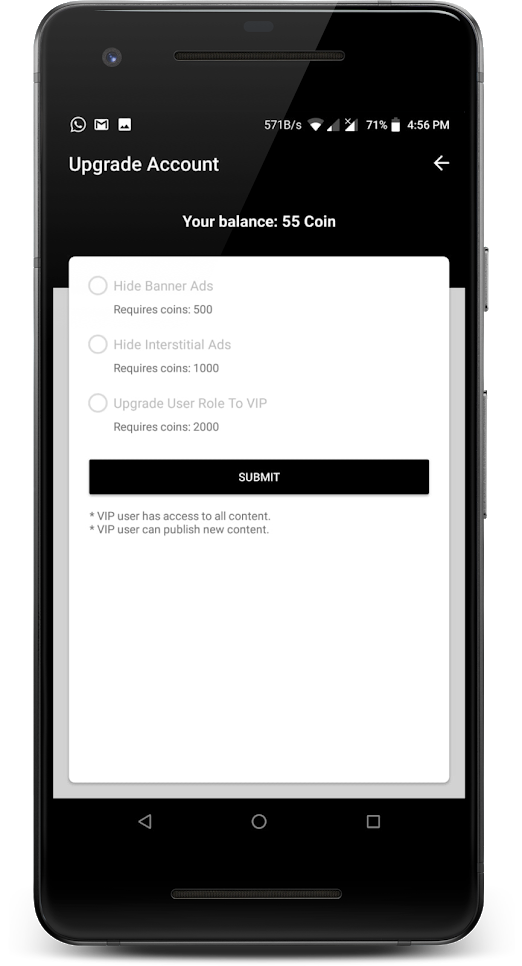 571B/s 71% 4:56 PM
Upgrade Account
Your balance: 55 Coin
Hide Banner Ads
Requires coins: 500
Hide Interstitial Ads
Requires coins: 1000
Upgrade User Role To VIP
Requires coins: 2000
SUBMIT
* VIP user has access to all content.
* VIP user can publish new content.